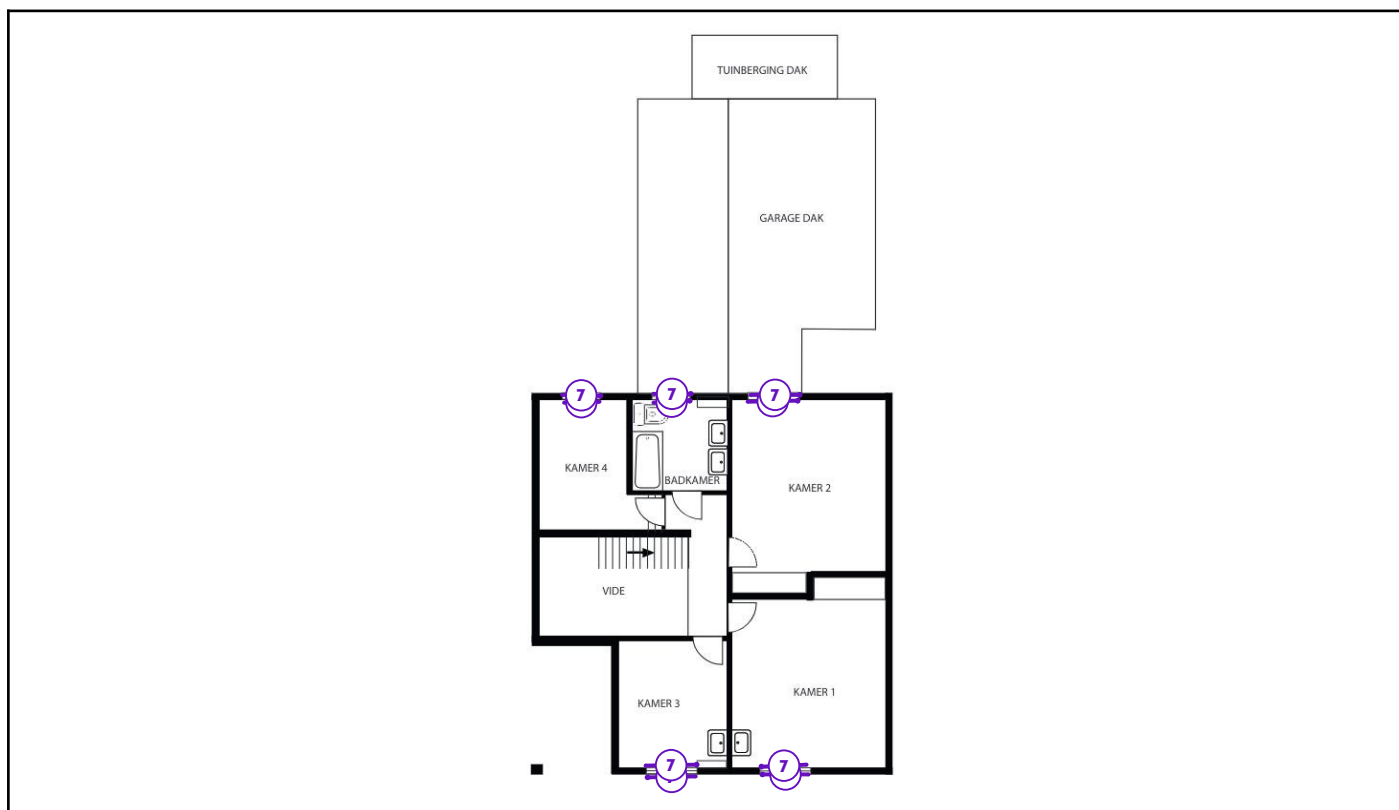 TUINBERGING DAK
GARAGE DAK
7
7
7
KAMER 4
BADKAMER
KAMER 2
VIDE
KAMER 3
KAMER 1
7
7